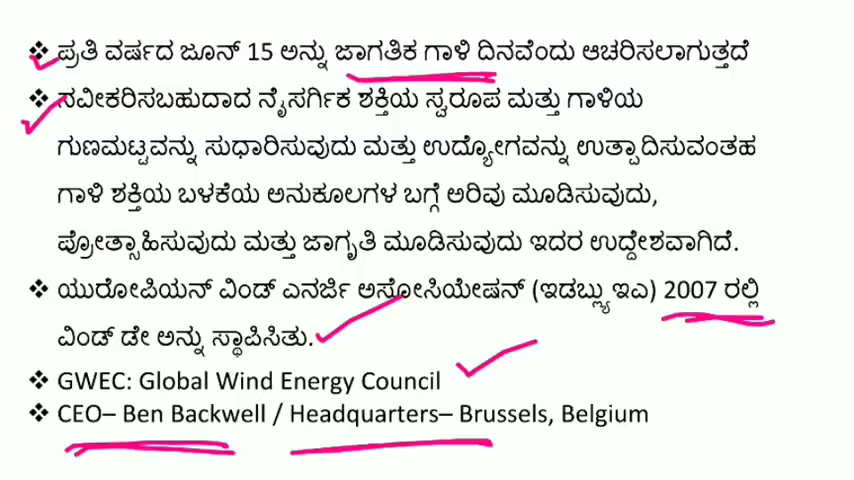 ❖ ಪ್ರತಿ ವರ್ಷದ ಜೂನ್ 15 ಅನ್ನು ಜಾಗತಿಕ ಗಾಳಿ ದಿನವೆಂದು ಆಚರಿಸಲಾಗುತ್ತದೆ
❖ ನವೀಕರಿಸಬಹುದಾದ ನೈಸರ್ಗಿಕ ಶಕ್ತಿಯ ಸ್ವರೂಪ ಮತ್ತು ಗಾಳಿಯ
ಗುಣಮಟ್ಟವನ್ನು ಸುಧಾರಿಸುವುದು ಮತ್ತು ಉದ್ಯೋಗವನ್ನು ಉತ್ಪಾದಿಸುವಂತಹ
ಗಾಳಿ ಶಕ್ತಿಯ ಬಳಕೆಯ ಅನುಕೂಲಗಳ ಬಗ್ಗೆ ಅರಿವು ಮೂಡಿಸುವುದು,
ಪ್ರೋತ್ಸಾಹಿಸುವುದು ಮತ್ತು ಜಾಗೃತಿ ಮೂಡಿಸುವುದು ಇದರ ಉದ್ದೇಶವಾಗಿದೆ.
❖ ಯುರೋಪಿಯನ್ ವಿಂಡ್ ಎನರ್ಜಿ ಅಸೋಸಿಯೇಷನ್ (ಇಡಬ್ಲ್ಯುಇಎ) 2007 ರಲ್ಲಿ
ವಿಂಡ್ ಡೇ ಅನ್ನು ಸ್ಥಾಪಿಸಿತು.
❖ GWEC: Global Wind Energy Council
❖ CEO– Ben Backwell / Headquarters– Brussels, Belgium